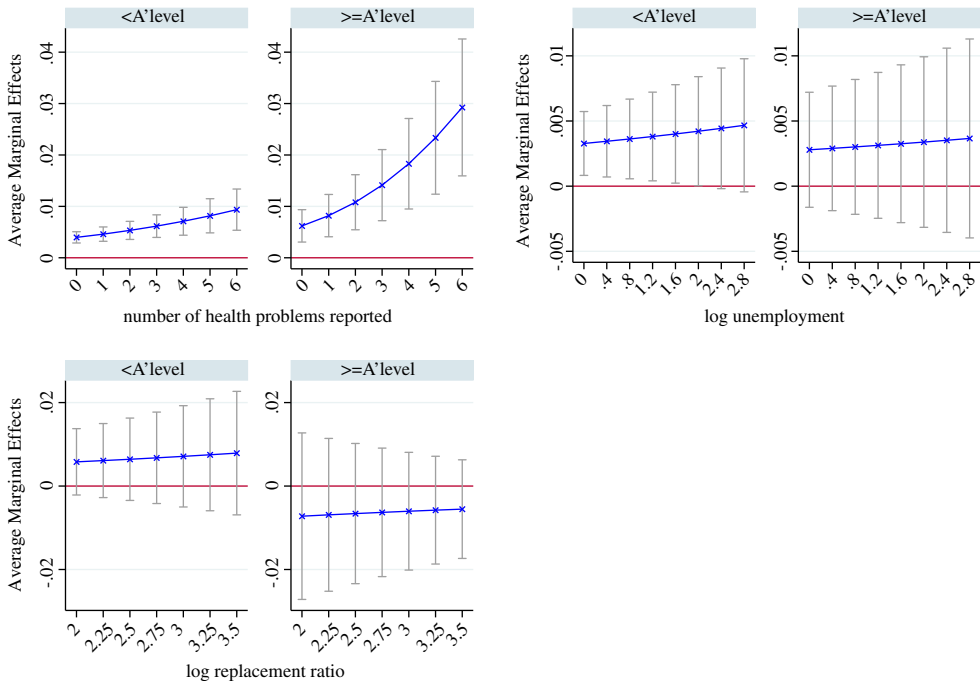 <A'level
>=A'level
Average Marginal Effects
.04
.03
.02
.01
0
.04
.03
.02
.01
0
0 1 2 3 4 5 6
0 1 2 3 4 5 6
number of health problems reported
<A'level
>=A'level
Average Marginal Effects
.01
.005
0
-.005
.01
.005
0
-.005
0 .4 .8 1.2 1.6 2 2.4 2.8
0 .4 .8 1.2 1.6 2 2.4 2.8
log unemployment
<A'level
>=A'level
Average Marginal Effects
.02
0
-.02
.02
0
-.02
2 2.25 2.5 2.75 3 3.25 3.5
2 2.25 2.5 2.75 3 3.25 3.5
log replacement ratio